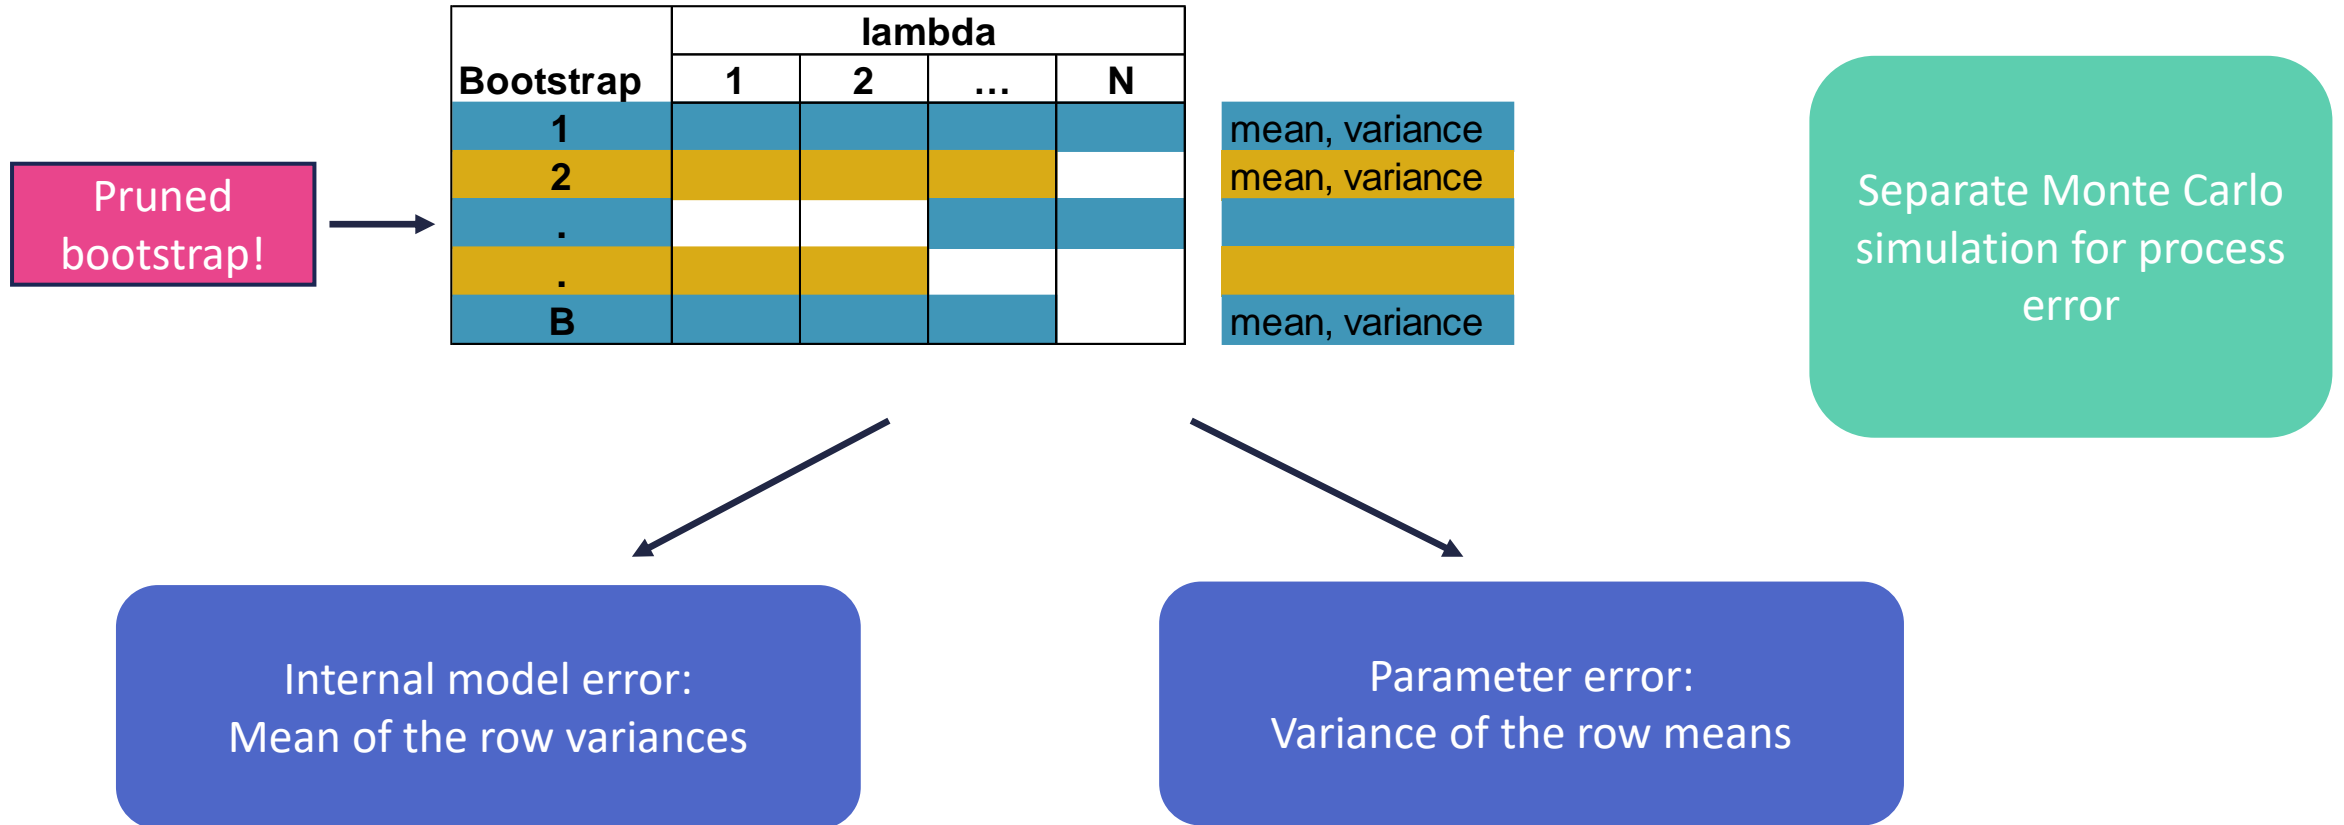 lambda
Bootstrap 1 2 … N
1 mean, variance
2 mean, variance
.
.
B mean, variance
Pruned
bootstrap!
Separate Monte Carlo
simulation for process
error
Internal model error:
Mean of the row variances
Parameter error:
Variance of the row means